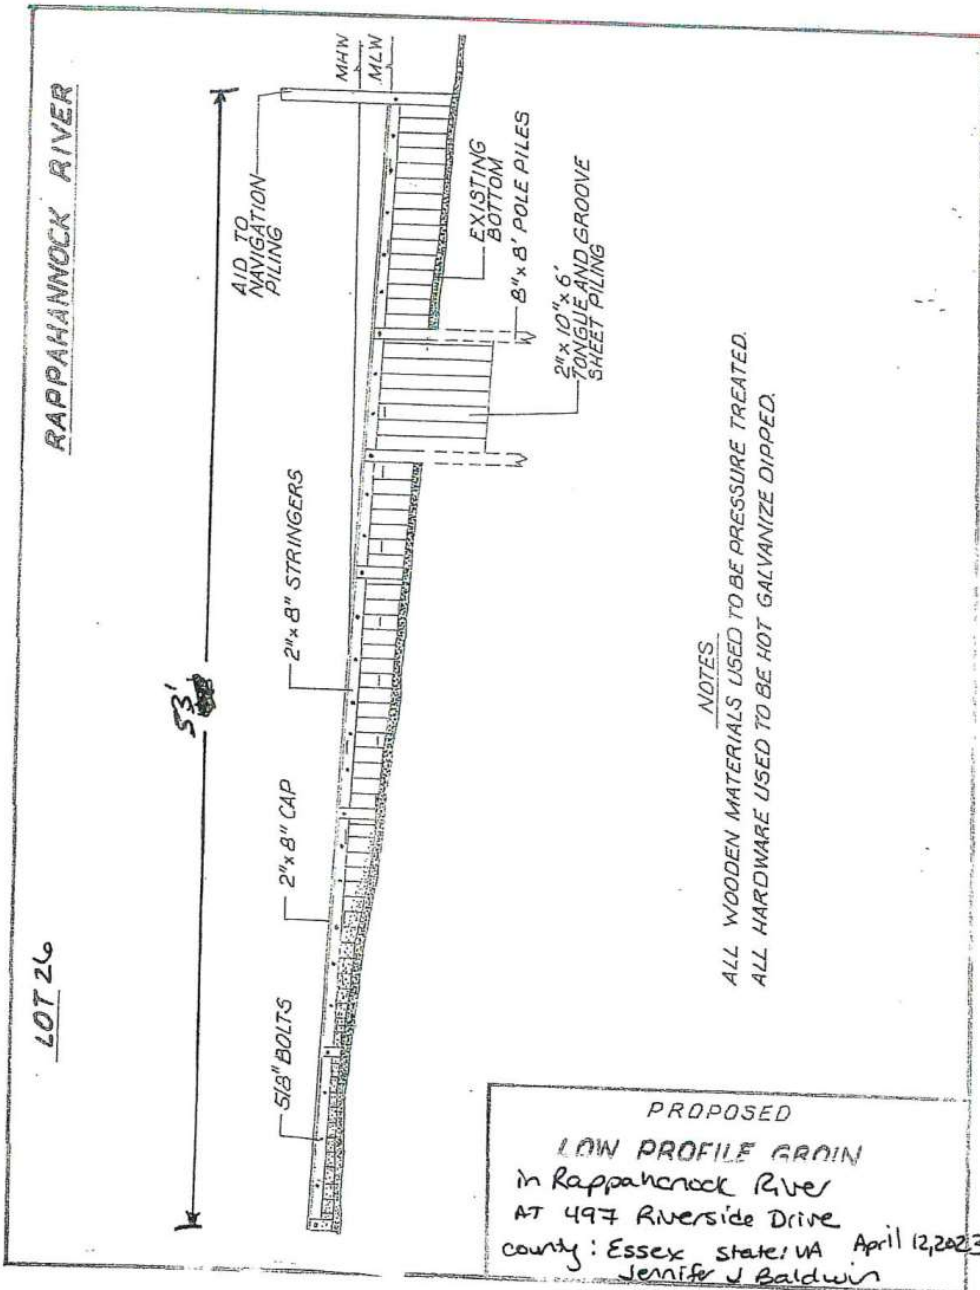 LOT 26
RAPPAHANNOCK RIVER
53'
AID TO
NAVIGATION
PILING
MHW
MLW
5/8" BOLTS
2"x 8" CAP
2"x 8" STRINGERS
EXISTING
BOTTOM
8"x 8' POLE PILES
2"x 10"x 6'
TONGUE AND GROOVE
SHEET PILING
NOTES
ALL WOODEN MATERIALS USED TO BE PRESSURE TREATED.
ALL HARDWARE USED TO BE HOT GALVANIZE DIPPED.
PROPOSED
LOW PROFILE GROIN
in Rappahanock River
AT 497 Riverside Drive
county: Essex state: VA April 12, 2023
Jennifer J Baldwin